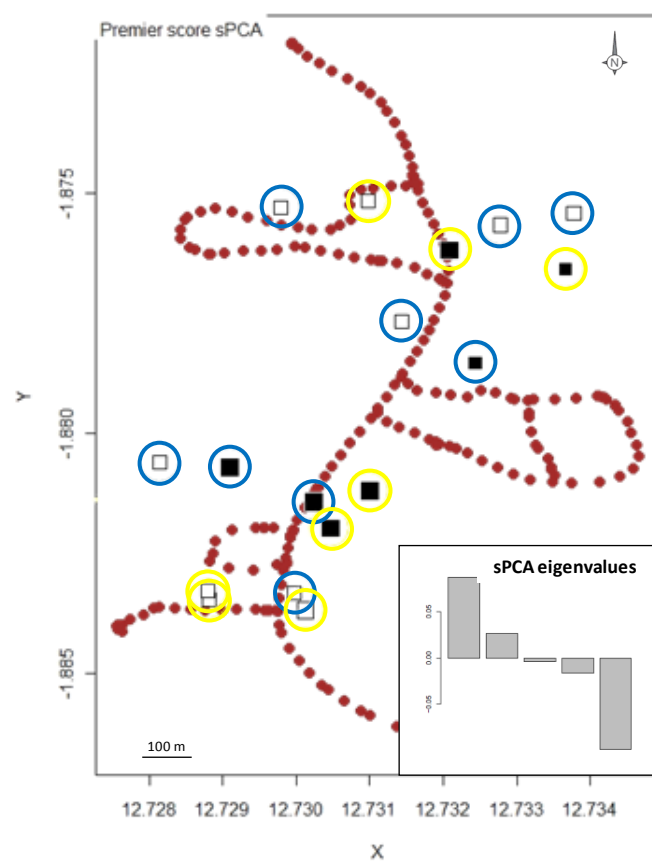 Premier score sPCA
N
-1.875
-1.880
-1.885
Y
100 m
sPCA eigenvalues
0.05
0.00
-0.05
12.728 12.729 12.730 12.731 12.732 12.733 12.734
X